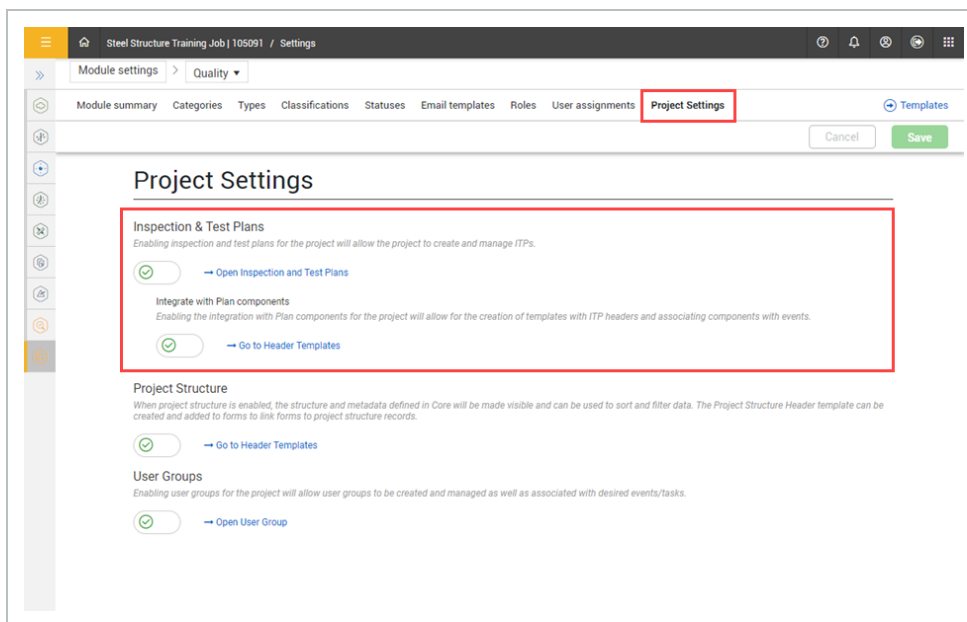 Steel Structure Training Job | 105091 / Settings
Module settings > Quality
Module summary Categories Types Classifications Statuses Email templates Roles User assignments Project Settings Templates
Cancel Save
Project Settings
Inspection & Test Plans
Enabling inspection and test plans for the project will allow the project to create and manage ITPs.
→ Open Inspection and Test Plans
Integrate with Plan components
Enabling the integration with Plan components for the project will allow for the creation of templates with ITP headers and associating components with events.
→ Go to Header Templates
Project Structure
When project structure is enabled, the structure and metadata defined in Core will be made visible and can be used to sort and filter data. The Project Structure Header template can be
created and added to forms to link forms to project structure records.
→ Go to Header Templates
User Groups
Enabling user groups for the project will allow user groups to be created and managed as well as associated with desired events/tasks.
→ Open User Group